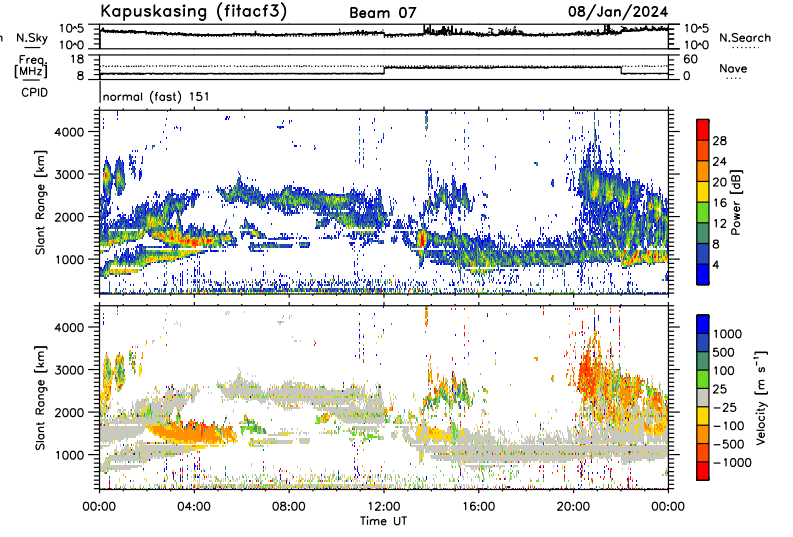 Kapuskasing (fitacf3) Beam 07 08/Jan/2024
N.Sky 10^5 10^0 10^5 10^0 N.Search
Freq. [MHz] 18 8 60 0 Nave
CPID normal (fast) 151
Slant Range [km] 4000 3000 2000 1000
Power [dB] 28 24 20 16 12 8 4
Slant Range [km] 4000 3000 2000 1000
Velocity [m s⁻¹] 1000 500 100 25 −25 −100 −500 −1000
00:00 04:00 08:00 12:00 16:00 20:00 00:00
Time UT